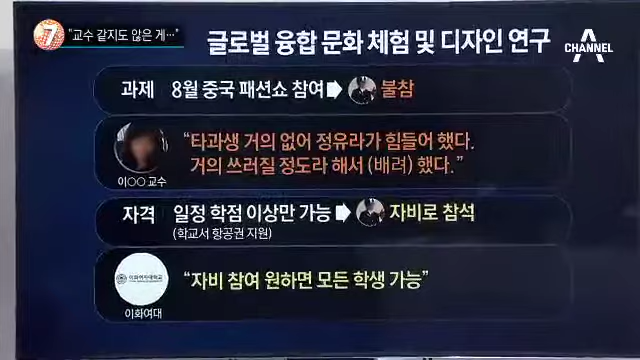 7
"교수 같지도 않은 게…"
CHANNEL A
글로벌 융합 문화 체험 및 디자인 연구
과제 8월 중국 패션쇼 참여 불참
"타과생 거의 없어 정유라가 힘들어 했다.
거의 쓰러질 정도라 해서 (배려) 했다."
이○○ 교수
자격 일정 학점 이상만 가능 자비로 참석
(학교서 항공권 지원)
이화여자대학교
"자비 참여 원하면 모든 학생 가능"
이화여대